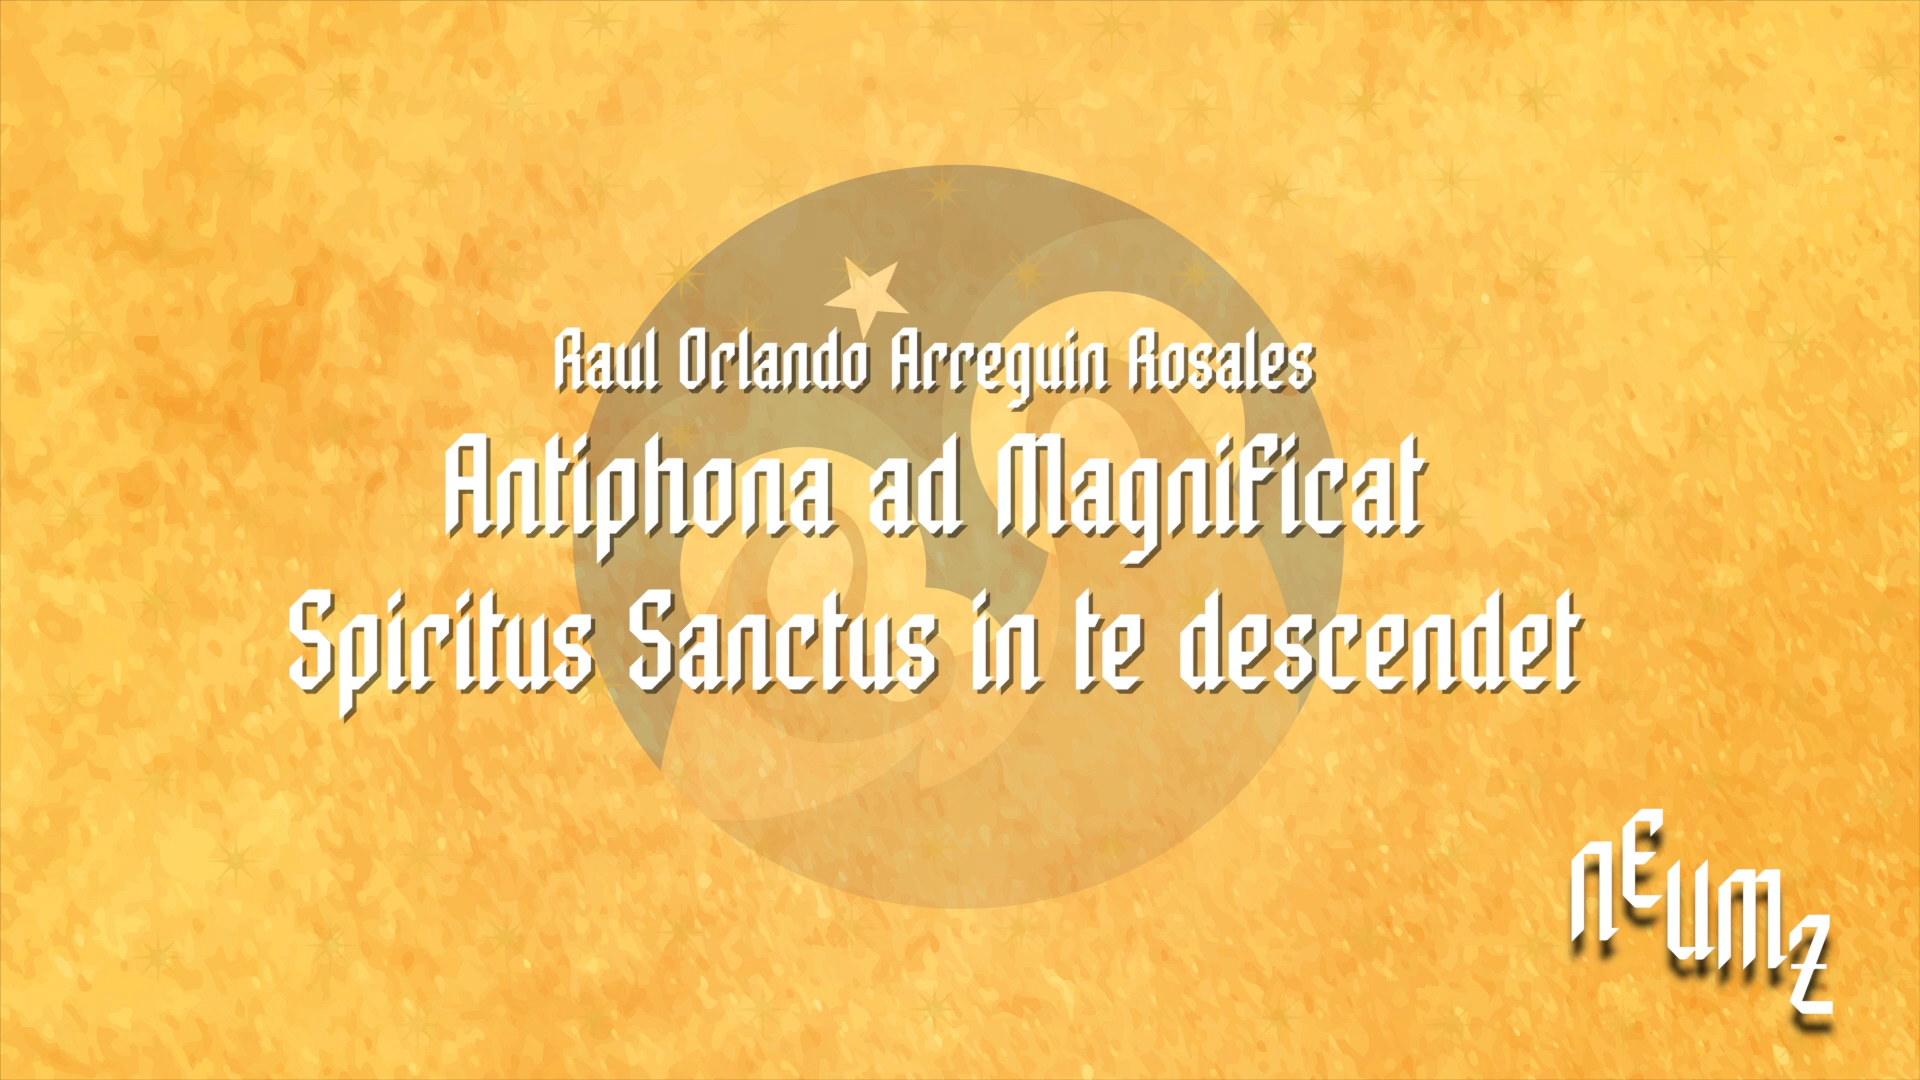 Raul Orlando Arreguin Rosales
Antiphona ad Magnificat
Spiritus Sanctus in te descendet
nEumz